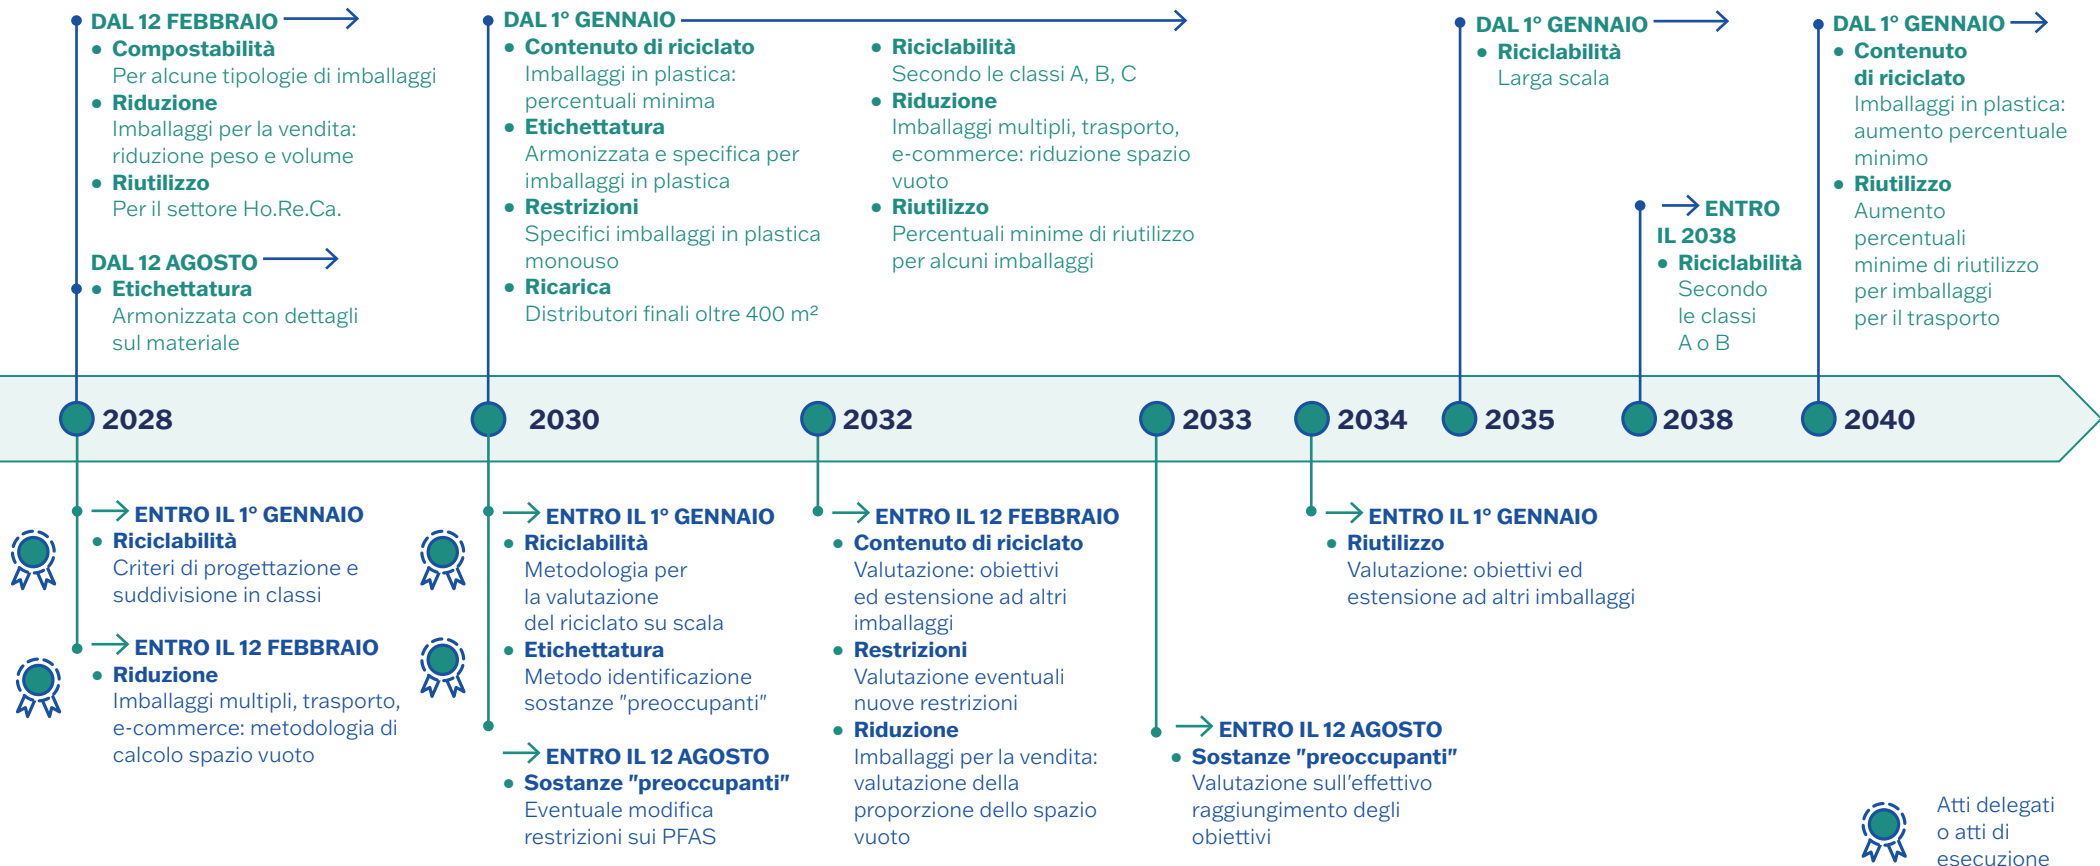 DAL 12 FEBBRAIO
• Compostabilità
Per alcune tipologie di imballaggi
• Riduzione
Imballaggi per la vendita:
riduzione peso e volume
• Riutilizzo
Per il settore Ho.Re.Ca.
DAL 12 AGOSTO
• Etichettatura
Armonizzata con dettagli
sul materiale
DAL 1° GENNAIO
• Contenuto di riciclato
Imballaggi in plastica:
percentuali minima
• Etichettatura
Armonizzata e specifica per
imballaggi in plastica
• Restrizioni
Specifici imballaggi in plastica
monouso
• Ricarica
Distributori finali oltre 400 m²
• Riciclabilità
Secondo le classi A, B, C
• Riduzione
Imballaggi multipli, trasporto,
e-commerce: riduzione spazio
vuoto
• Riutilizzo
Percentuali minime di riutilizzo
per alcuni imballaggi
DAL 1° GENNAIO
• Riciclabilità
Larga scala
ENTRO
IL 2038
• Riciclabilità
Secondo
le classi
A o B
DAL 1° GENNAIO
• Contenuto
di riciclato
Imballaggi in plastica:
aumento percentuale
minimo
• Riutilizzo
Aumento
percentuali
minime di riutilizzo
per imballaggi
per il trasporto
2028
2030
2032
2033
2034
2035
2038
2040
ENTRO IL 1° GENNAIO
• Riciclabilità
Criteri di progettazione e
suddivisione in classi
ENTRO IL 12 FEBBRAIO
• Riduzione
Imballaggi multipli, trasporto,
e-commerce: metodologia di
calcolo spazio vuoto
ENTRO IL 1° GENNAIO
• Riciclabilità
Metodologia per
la valutazione
del riciclato su scala
• Etichettatura
Metodo identificazione
sostanze "preoccupanti"
ENTRO IL 12 AGOSTO
• Sostanze "preoccupanti"
Eventuale modifica
restrizioni sui PFAS
ENTRO IL 12 FEBBRAIO
• Contenuto di riciclato
Valutazione: obiettivi
ed estensione ad altri
imballaggi
• Restrizioni
Valutazione eventuali
nuove restrizioni
• Riduzione
Imballaggi per la vendita:
valutazione della
proporzione dello spazio
vuoto
ENTRO IL 12 AGOSTO
• Sostanze "preoccupanti"
Valutazione sull'effettivo
raggiungimento degli
obiettivi
ENTRO IL 1° GENNAIO
• Riutilizzo
Valutazione: obiettivi ed
estensione ad altri imballaggi
Atti delegati
o atti di
esecuzione